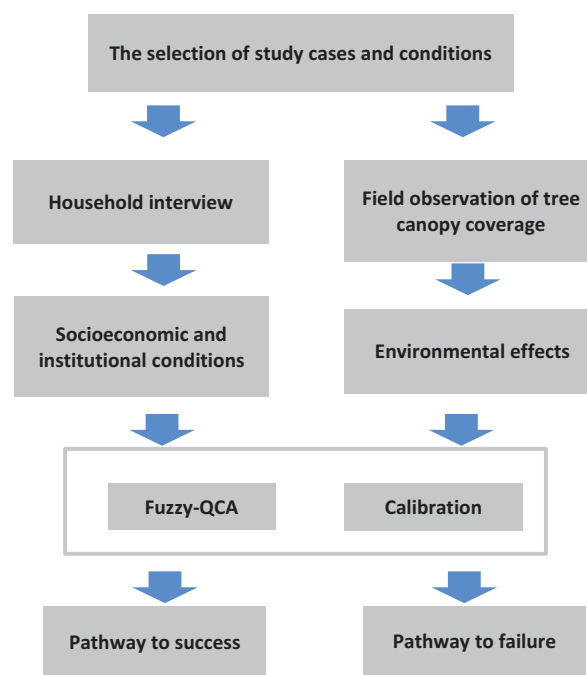 The selection of study cases and conditions
Household interview
Field observation of tree
canopy coverage
Socioeconomic and
institutional conditions
Environmental effects
Fuzzy-QCA
Calibration
Pathway to success
Pathway to failure